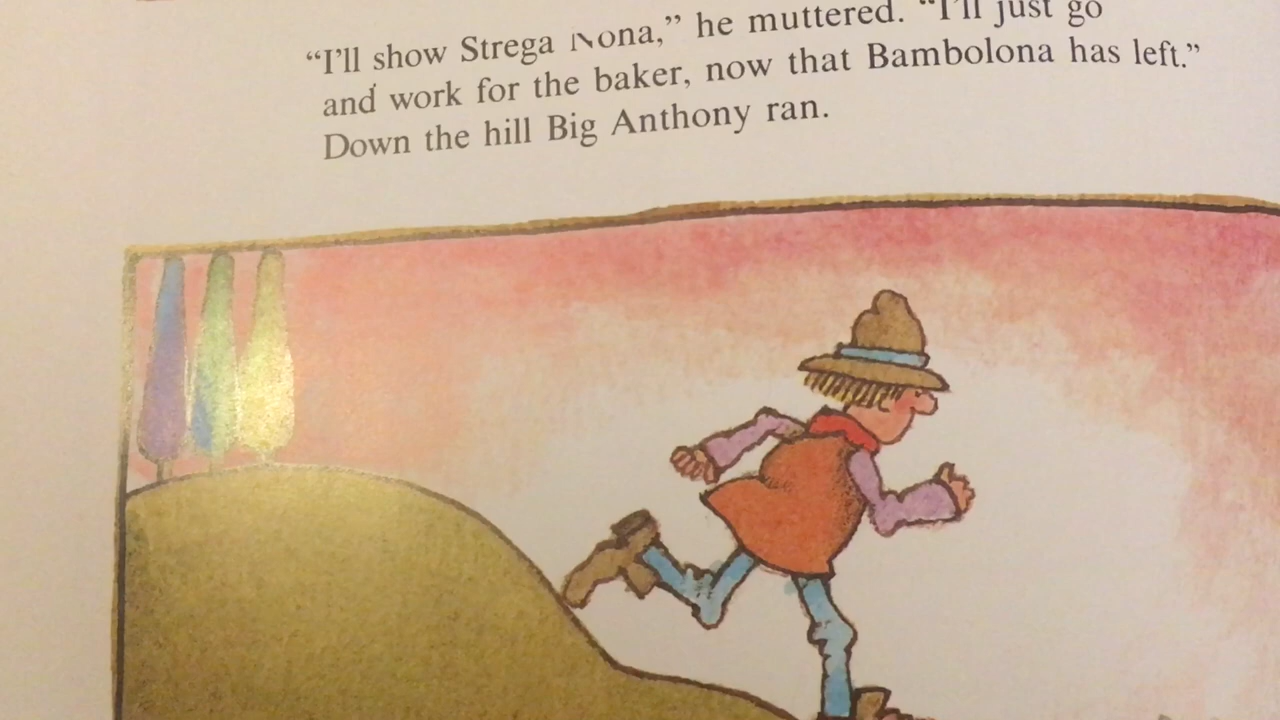 “I’ll show Strega Nona,” he muttered. “I’ll just go
and work for the baker, now that Bambolona has left.”
Down the hill Big Anthony ran.